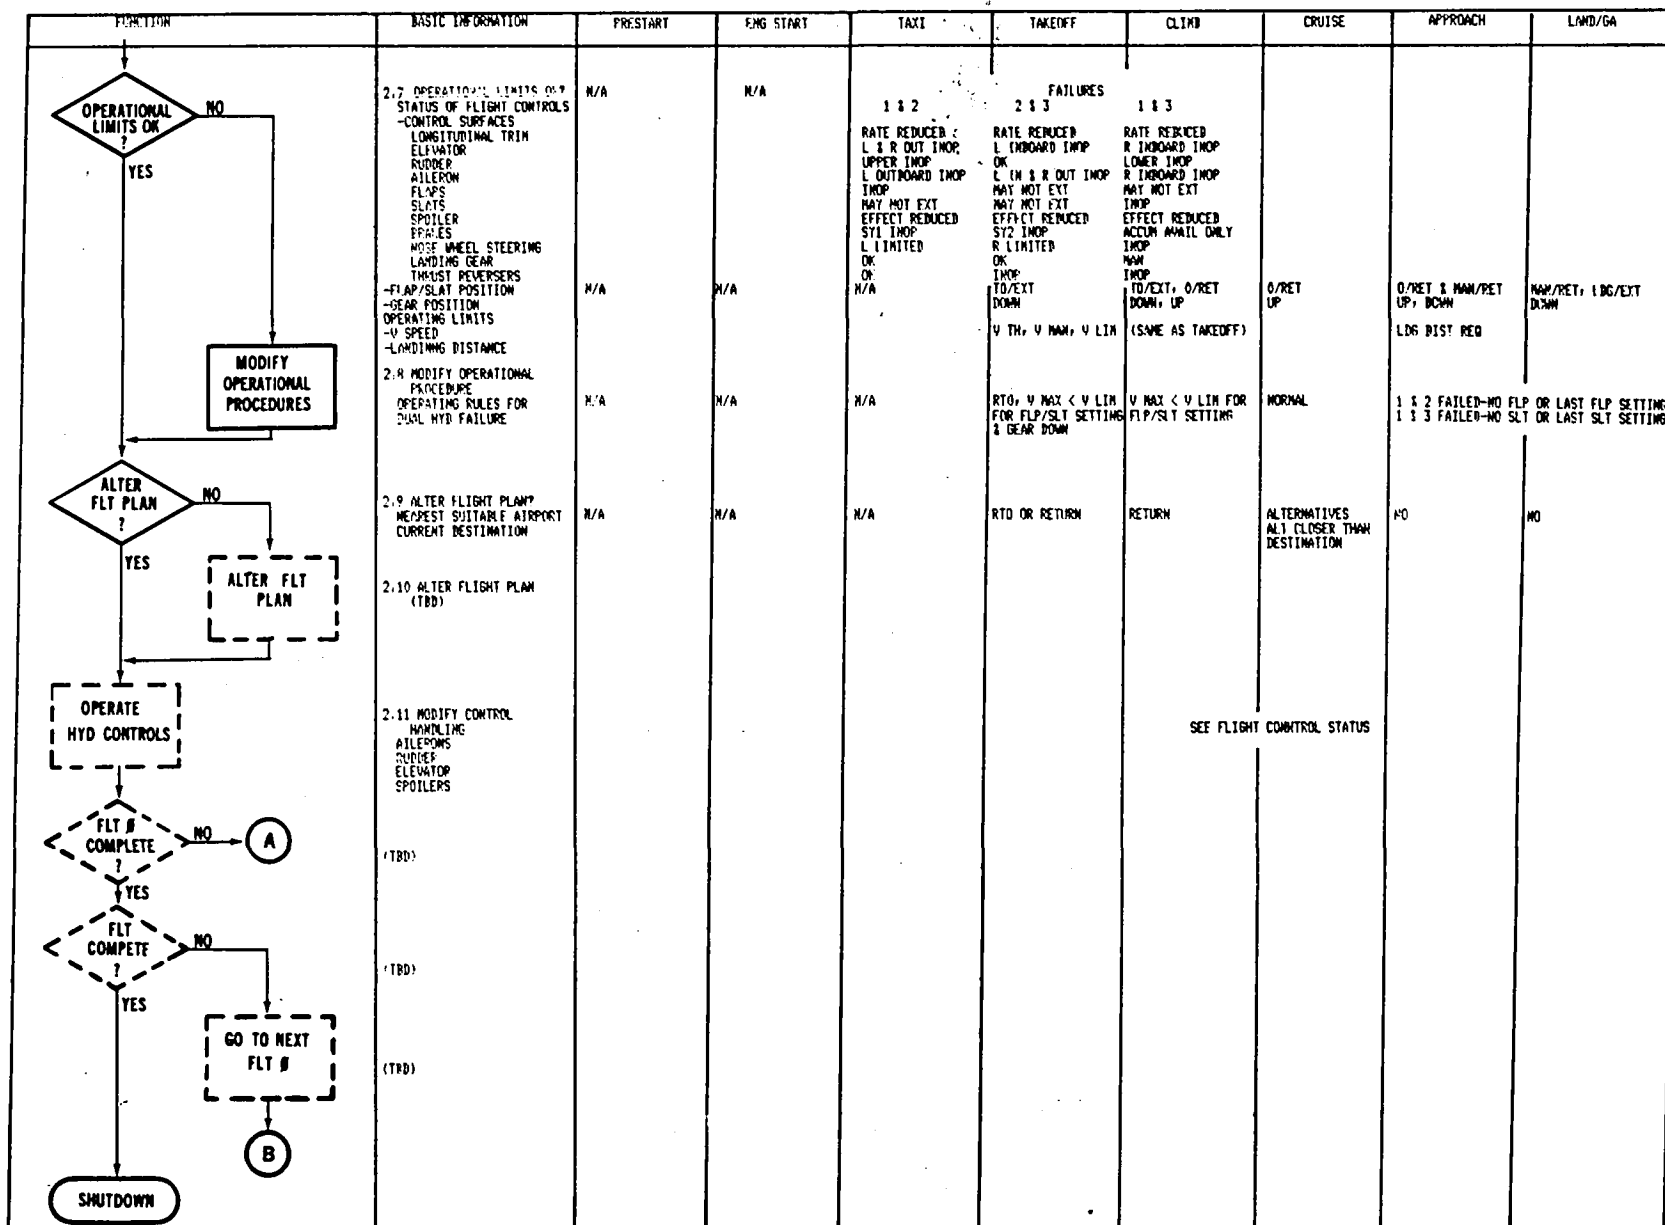 FUNCTION BASIC INFORMATION PRESTART ENG START TAXI TAKEOFF CLIMB CRUISE APPROACH LAND/GA
OPERATIONAL
LIMITS OK
?
NO
YES
MODIFY
OPERATIONAL
PROCEDURES
ALTER
FLT PLAN
?
NO
YES
ALTER FLT
PLAN
OPERATE
HYD CONTROLS
FLT Ø
COMPLETE
?
NO
A
YES
FLT
COMPETE
?
NO
YES
GO TO NEXT
FLT Ø
B
SHUTDOWN
2.7 OPERATIONAL LIMITS OK? N/A N/A FAILURES
STATUS OF FLIGHT CONTROLS 1 & 2 2 & 3 1 & 3
-CONTROL SURFACES
LONGITUDINAL TRIM RATE REDUCED RATE REDUCED RATE REDUCED
ELEVATOR L & R OUT INOP L INBOARD INOP R INBOARD INOP
RUDDER UPPER INOP OK LOWER INOP
AILERON L OUTBOARD INOP L IN & R OUT INOP R INBOARD INOP
FLAPS INOP MAY NOT EXT MAY NOT EXT
SLATS MAY NOT EXT MAY NOT EXT INOP
SPOILER EFFECT REDUCED EFFECT REDUCED EFFECT REDUCED
BRAKES SY1 INOP SY2 INOP ACCUM AVAIL ONLY
NOSE WHEEL STEERING L LIMITED R LIMITED INOP
LANDING GEAR OK OK MAN
THRUST REVERSERS OK INOP INOP
-FLAP/SLAT POSITION N/A N/A N/A TO/EXT TO/EXT, O/RET O/RET O/RET & MAN/RET MAN/RET, LDG/EXT
-GEAR POSITION DOWN DOWN, UP UP UP, DOWN DOWN
OPERATING LIMITS
-V SPEED V TH, V MAN, V LIM (SAME AS TAKEOFF) LDG DIST REQ
-LANDINNG DISTANCE
2.8 MODIFY OPERATIONAL
PROCEDURE
OPERATING RULES FOR N/A N/A N/A RTO, V MAX < V LIM V MAX < V LIM FOR NORMAL 1 & 2 FAILED-NO FLP OR LAST FLP SETTING
DUAL HYD FAILURE FOR FLP/SLT SETTING FLP/SLT SETTING 1 & 3 FAILED-NO SLT OR LAST SLT SETTING
& GEAR DOWN
2.9 ALTER FLIGHT PLAN?
NEAREST SUITABLE AIRPORT N/A N/A N/A RTO OR RETURN RETURN ALTERNATIVES NO NO
CURRENT DESTINATION ALT CLOSER THAN
DESTINATION
2.10 ALTER FLIGHT PLAN
(TBD)
2.11 MODIFY CONTROL
HANDLING SEE FLIGHT COMNTROL STATUS
AILERONS
RUDDER
ELEVATOR
SPOILERS
(TBD)
(TBD)
(TBD)